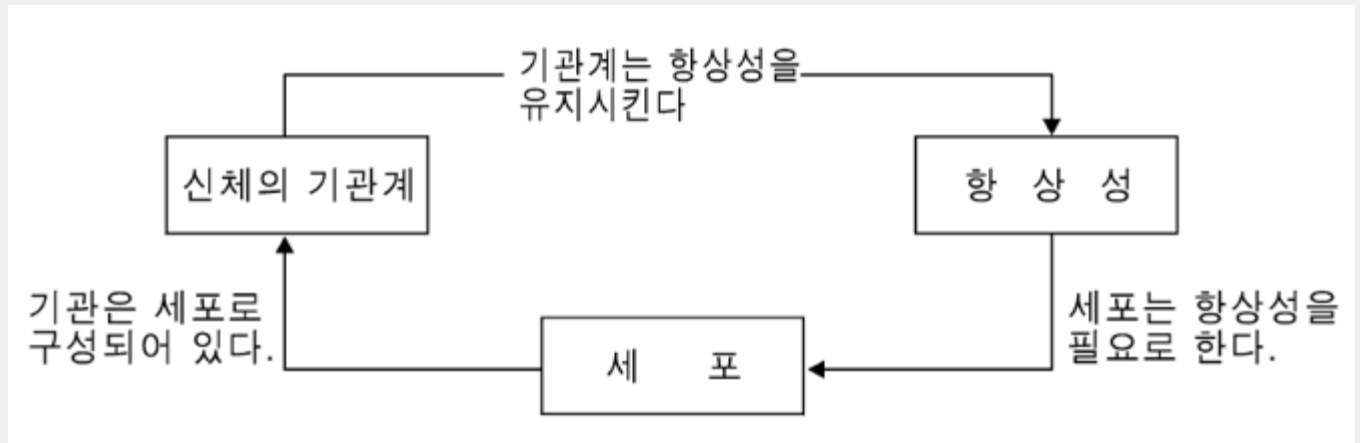 기관계는 항상성을
유지시킨다
신체의 기관계
항 상 성
기관은 세포로
구성되어 있다.
세포는 항상성을
필요로 한다.
세 포